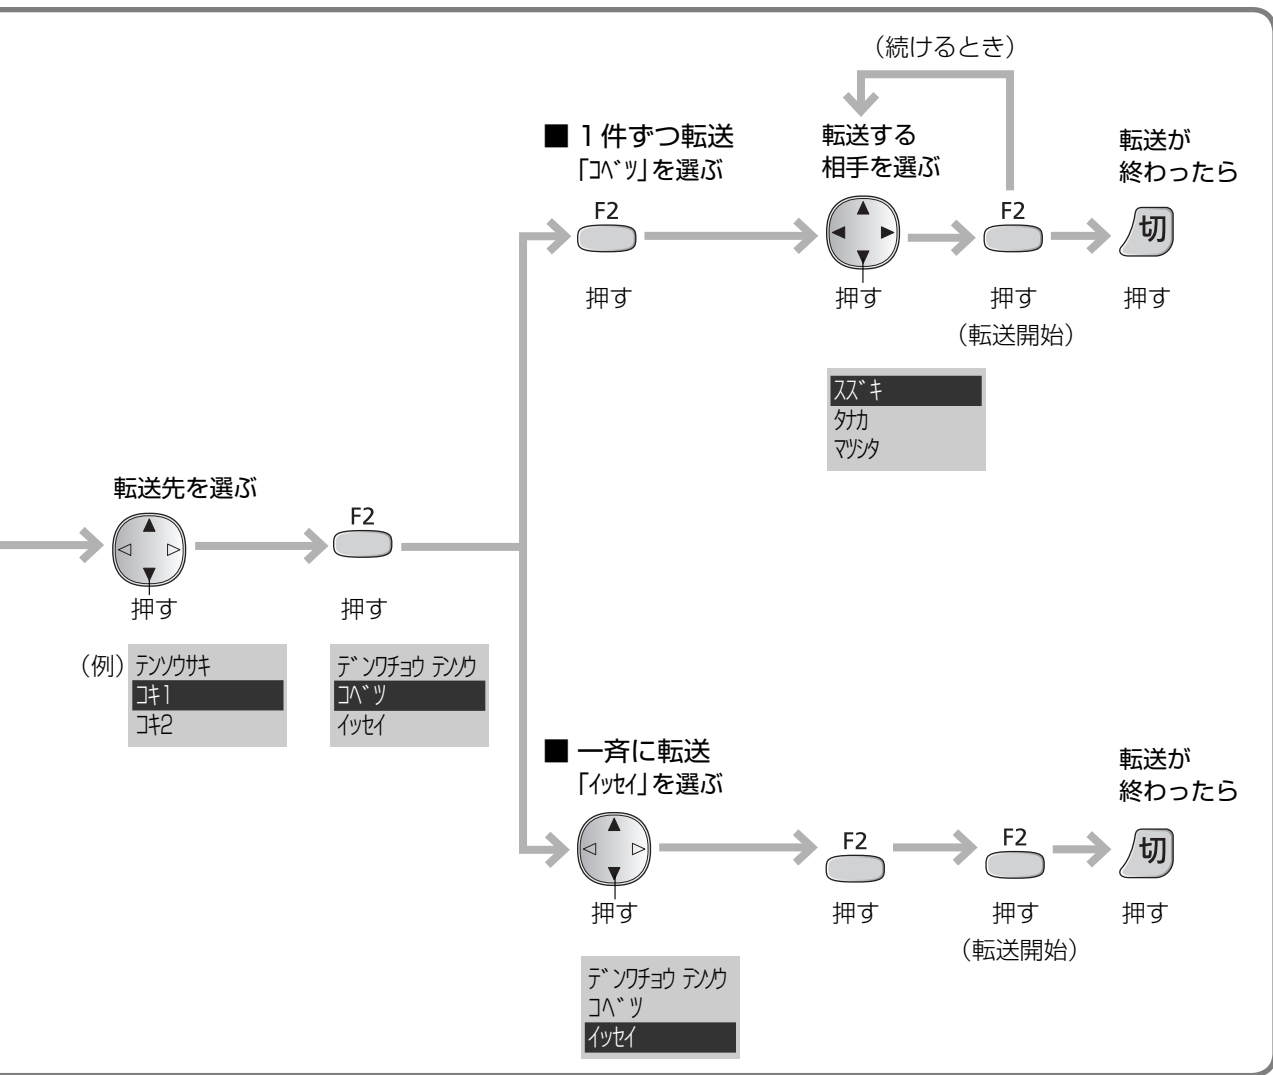 転送先を選ぶ
押す
（例）
ﾃﾝｿｳｻｷ
ｺｷ1
ｺｷ2
F2
押す
ﾃﾞﾝﾜﾁｮｳ ﾃﾝｿｳ
ｺﾍﾞﾂ
ｲｯｾｲ
■ 1件ずつ転送
「ｺﾍﾞﾂ」を選ぶ
F2
押す
（続けるとき）
転送する
相手を選ぶ
押す
ｽｽﾞｷ
ﾀﾅｶ
ﾏﾂｼﾀ
F2
押す
（転送開始）
転送が
終わったら
切
押す
■ 一斉に転送
「ｲｯｾｲ」を選ぶ
押す
ﾃﾞﾝﾜﾁｮｳ ﾃﾝｿｳ
ｺﾍﾞﾂ
ｲｯｾｲ
F2
押す
F2
押す
（転送開始）
転送が
終わったら
切
押す